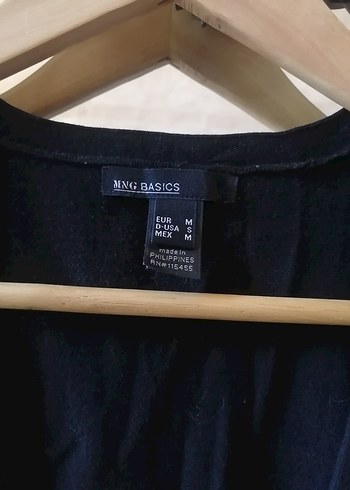 MNG BASICS
EUR M
D-USA S
MEX M
made in
PHILIPPINES
RN#115455